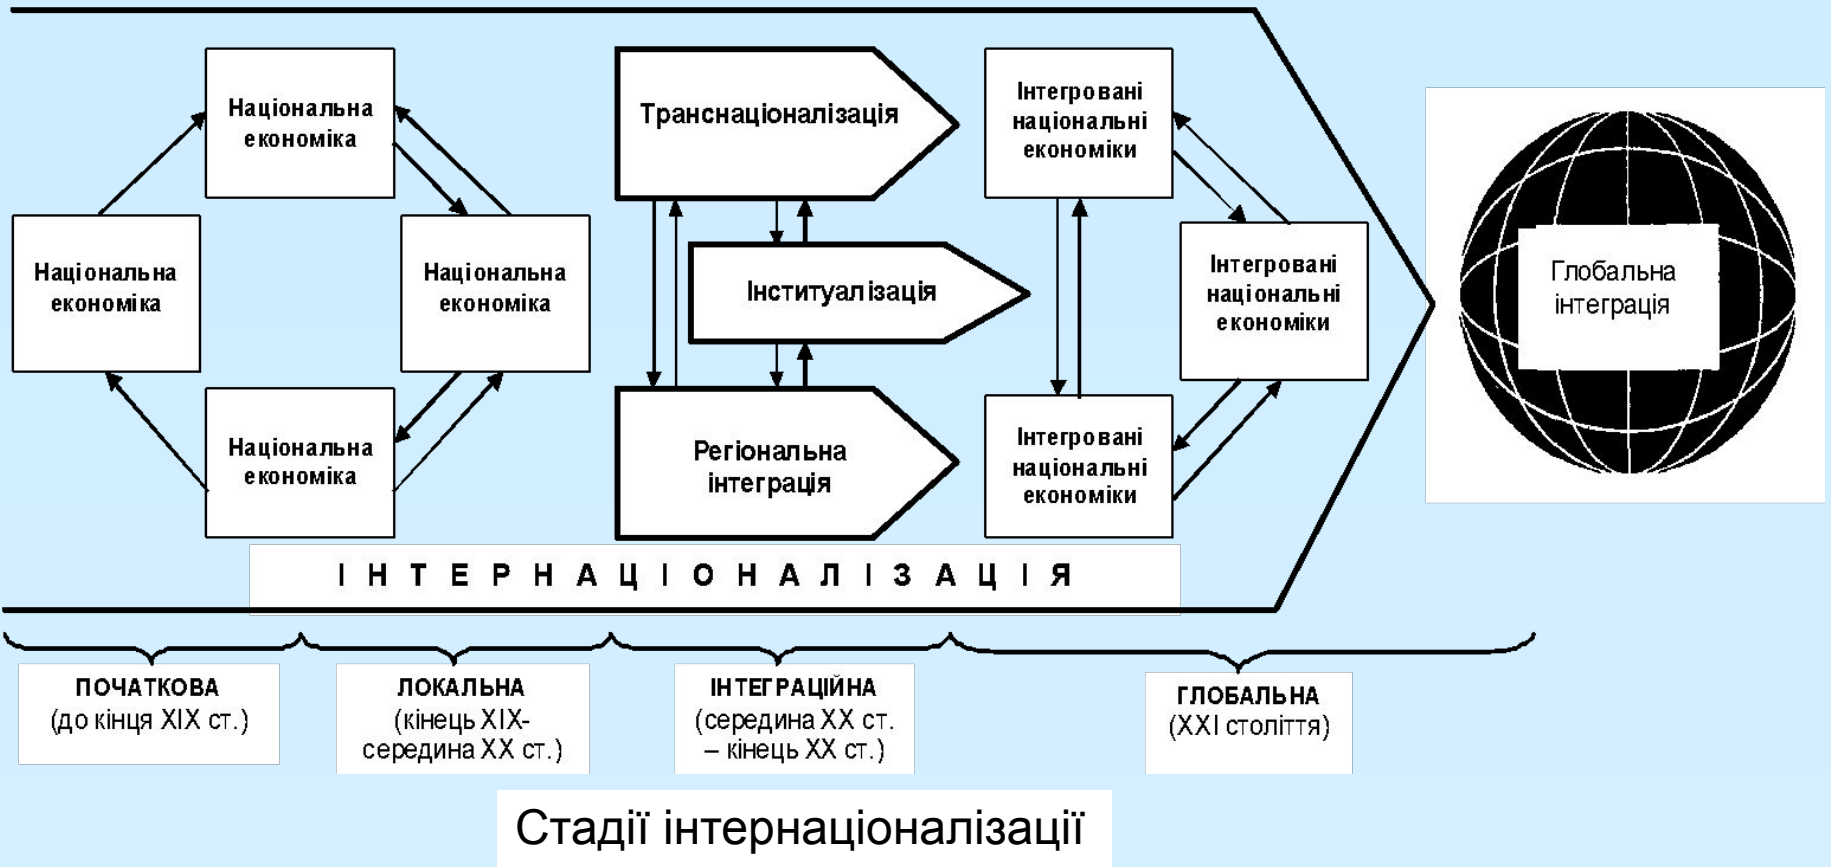 Національна
економіка
Національна
економіка
Національна
економіка
Національна
економіка
Транснаціоналізація
Інституалізація
Регіональна
інтеграція
Інтегровані
національні
економіки
Інтегровані
національні
економіки
Інтегровані
національні
економіки
Глобальна
інтеграція
І Н Т Е Р Н А Ц І О Н А Л І З А Ц І Я
ПОЧАТКОВА
(до кінця XIX ст.)
ЛОКАЛЬНА
(кінець XIX-
середина XX ст.)
ІНТЕГРАЦІЙНА
(середина XX ст.
– кінець XX ст.)
ГЛОБАЛЬНА
(XXI століття)
Стадії інтернаціоналізації